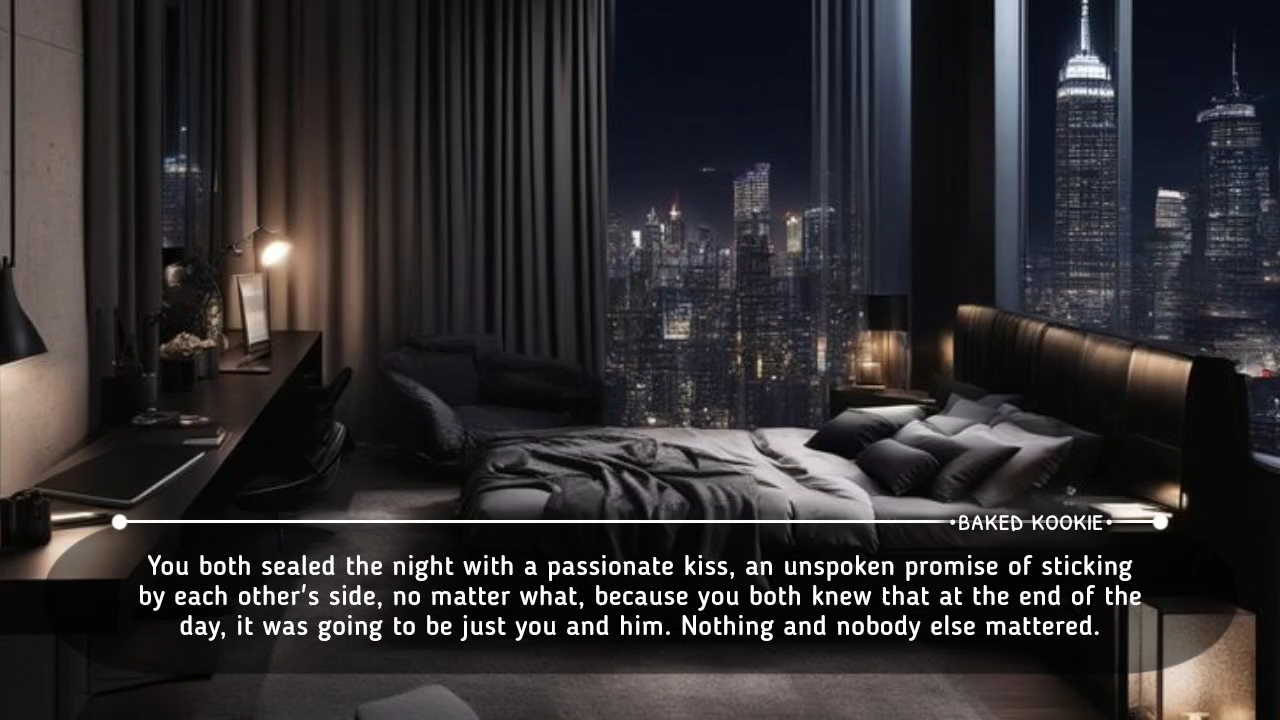 •BAKED KOOKIE•
You both sealed the night with a passionate kiss, an unspoken promise of sticking
by each other's side, no matter what, because you both knew that at the end of the
day, it was going to be just you and him. Nothing and nobody else mattered.